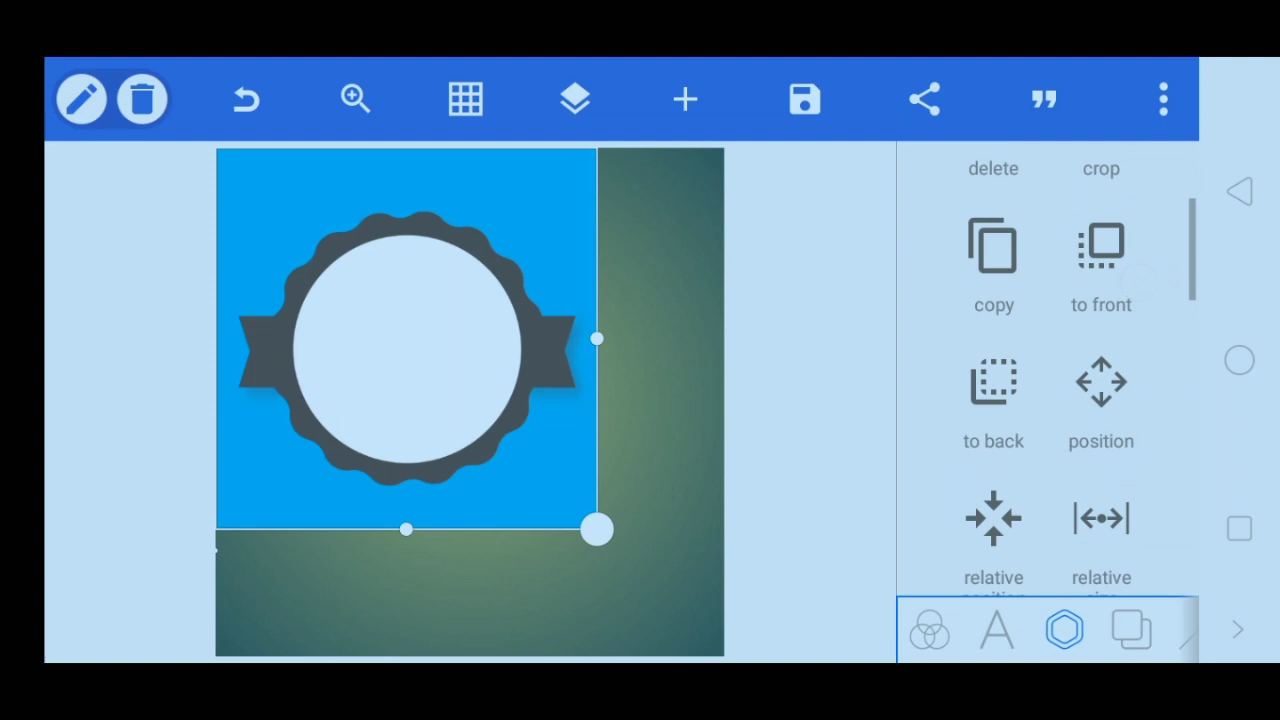 delete crop
copy to front
to back position
relative relative